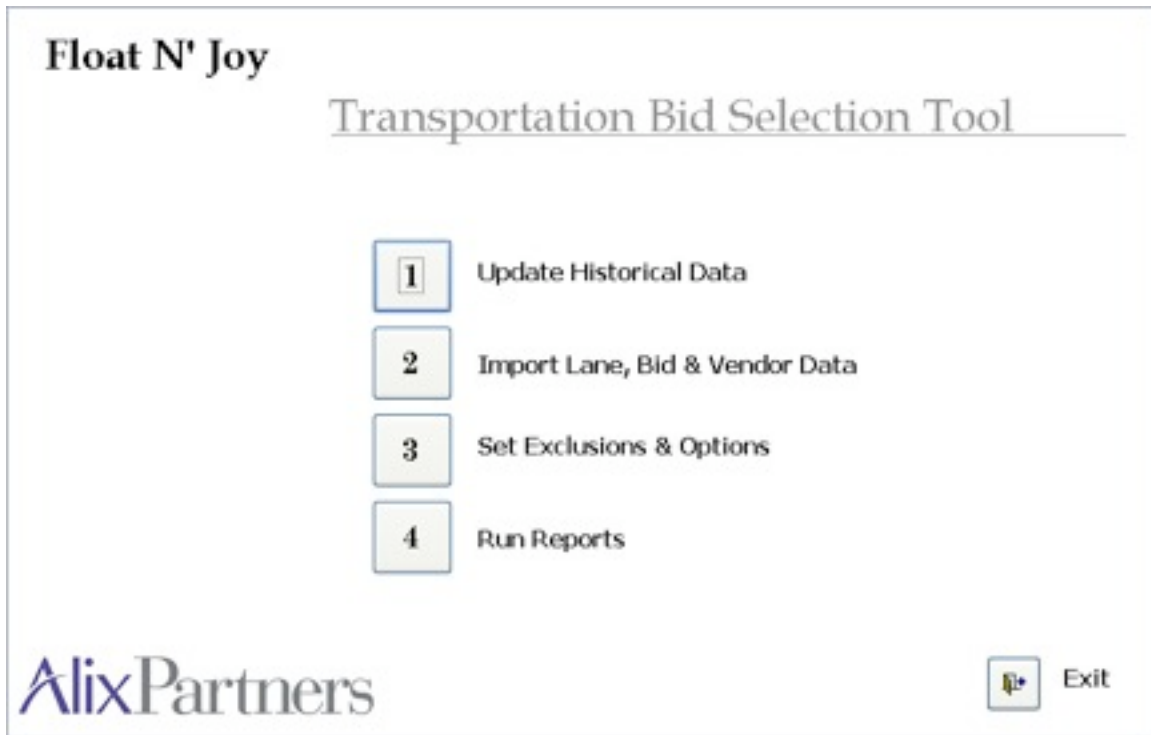 Float N' Joy
Transportation Bid Selection Tool
1 Update Historical Data
2 Import Lane, Bid & Vendor Data
3 Set Exclusions & Options
4 Run Reports
AlixPartners
Exit